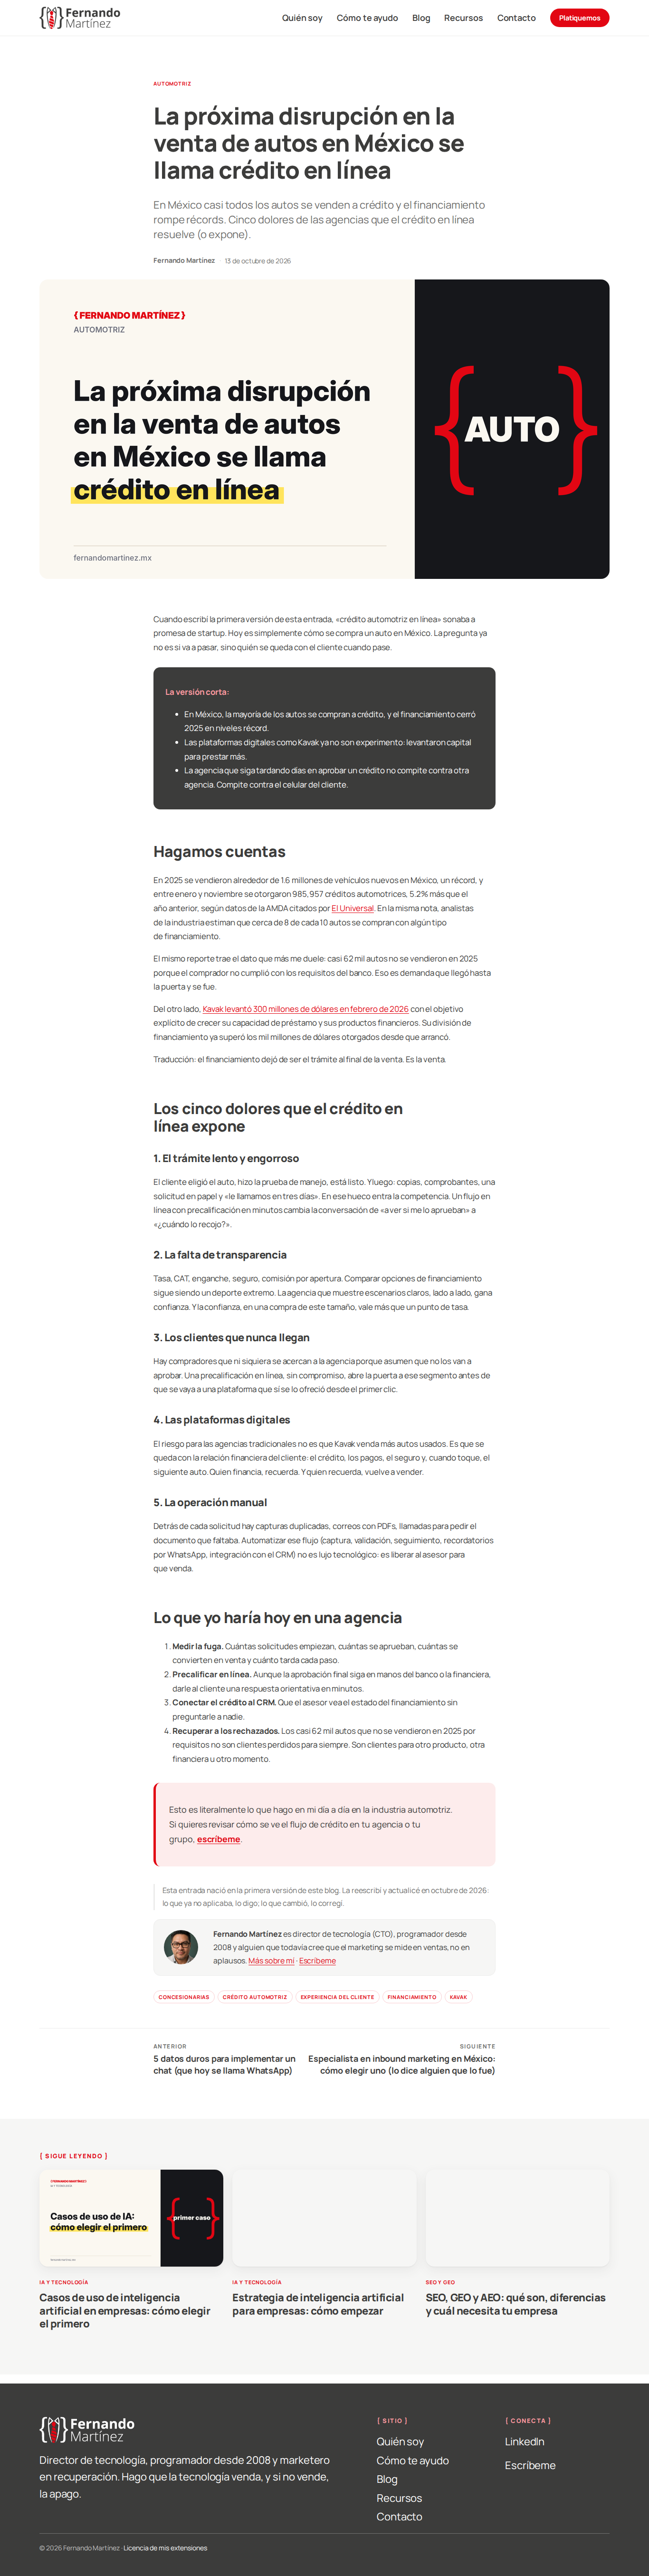 Fernando
Martínez
Quién soy
Cómo te ayudo
Blog
Recursos
Contacto
Platiquemos
AUTOMOTRIZ
La próxima disrupción en la
venta de autos en México se
llama crédito en línea
En México casi todos los autos se venden a crédito y el financiamiento
rompe récords. Cinco dolores de las agencias que el crédito en línea
resuelve (o expone).
Fernando Martínez · 13 de octubre de 2026
{ FERNANDO MARTÍNEZ }
AUTOMOTRIZ
La próxima disrupción
en la venta de autos
en México se llama
crédito en línea
fernandomartinez.mx
{AUTO}
Cuando escribí la primera versión de esta entrada, «crédito automotriz en línea» sonaba a
promesa de startup. Hoy es simplemente cómo se compra un auto en México. La pregunta ya
no es si va a pasar, sino quién se queda con el cliente cuando pase.
La versión corta:
• En México, la mayoría de los autos se compran a crédito, y el financiamiento cerró
2025 en niveles récord.
• Las plataformas digitales como Kavak ya no son experimento: levantaron capital
para prestar más.
• La agencia que siga tardando días en aprobar un crédito no compite contra otra
agencia. Compite contra el celular del cliente.
Hagamos cuentas
En 2025 se vendieron alrededor de 1.6 millones de vehículos nuevos en México, un récord, y
entre enero y noviembre se otorgaron 985,957 créditos automotrices, 5.2% más que el
año anterior, según datos de la AMDA citados por El Universal. En la misma nota, analistas
de la industria estiman que cerca de 8 de cada 10 autos se compran con algún tipo
de financiamiento.
El mismo reporte trae el dato que más me duele: casi 62 mil autos no se vendieron en 2025
porque el comprador no cumplió con los requisitos del banco. Eso es demanda que llegó hasta
la puerta y se fue.
Del otro lado, Kavak levantó 300 millones de dólares en febrero de 2026 con el objetivo
explícito de crecer su capacidad de préstamo y sus productos financieros. Su división de
financiamiento ya superó los mil millones de dólares otorgados desde que arrancó.
Traducción: el financiamiento dejó de ser el trámite al final de la venta. Es la venta.
Los cinco dolores que el crédito en
línea expone
1. El trámite lento y engorroso
El cliente eligió el auto, hizo la prueba de manejo, está listo. Y luego: copias, comprobantes, una
solicitud en papel y «le llamamos en tres días». En ese hueco entra la competencia. Un flujo en
línea con precalificación en minutos cambia la conversación de «a ver si me lo aprueban» a
«¿cuándo lo recojo?».
2. La falta de transparencia
Tasa, CAT, enganche, seguro, comisión por apertura. Comparar opciones de financiamiento
sigue siendo un deporte extremo. La agencia que muestre escenarios claros, lado a lado, gana
confianza. Y la confianza, en una compra de este tamaño, vale más que un punto de tasa.
3. Los clientes que nunca llegan
Hay compradores que ni siquiera se acercan a la agencia porque asumen que no los van a
aprobar. Una precalificación en línea, sin compromiso, abre la puerta a ese segmento antes de
que se vaya a una plataforma que sí se lo ofreció desde el primer clic.
4. Las plataformas digitales
El riesgo para las agencias tradicionales no es que Kavak venda más autos usados. Es que se
queda con la relación financiera del cliente: el crédito, los pagos, el seguro y, cuando toque, el
siguiente auto. Quien financia, recuerda. Y quien recuerda, vuelve a vender.
5. La operación manual
Detrás de cada solicitud hay capturas duplicadas, correos con PDFs, llamadas para pedir el
documento que faltaba. Automatizar ese flujo (captura, validación, seguimiento, recordatorios
por WhatsApp, integración con el CRM) no es lujo tecnológico: es liberar al asesor para
que venda.
Lo que yo haría hoy en una agencia
1. Medir la fuga. Cuántas solicitudes empiezan, cuántas se aprueban, cuántas se
convierten en venta y cuánto tarda cada paso.
2. Precalificar en línea. Aunque la aprobación final siga en manos del banco o la financiera,
darle al cliente una respuesta orientativa en minutos.
3. Conectar el crédito al CRM. Que el asesor vea el estado del financiamiento sin
preguntarle a nadie.
4. Recuperar a los rechazados. Los casi 62 mil autos que no se vendieron en 2025 por
requisitos no son clientes perdidos para siempre. Son clientes para otro producto, otra
financiera u otro momento.
Esto es literalmente lo que hago en mi día a día en la industria automotriz.
Si quieres revisar cómo se ve el flujo de crédito en tu agencia o tu
grupo, escríbeme.
Esta entrada nació en la primera versión de este blog. La reescribí y actualicé en octubre de 2026:
lo que ya no aplicaba, lo digo; lo que cambió, lo corregí.
Fernando Martínez es director de tecnología (CTO), programador desde
2008 y alguien que todavía cree que el marketing se mide en ventas, no en
aplausos. Más sobre mí · Escríbeme
CONCESIONARIAS
CRÉDITO AUTOMOTRIZ
EXPERIENCIA DEL CLIENTE
FINANCIAMIENTO
KAVAK
ANTERIOR
5 datos duros para implementar un
chat (que hoy se llama WhatsApp)
SIGUIENTE
Especialista en inbound marketing en México:
cómo elegir uno (lo dice alguien que lo fue)
{ SIGUE LEYENDO }
Casos de uso de IA:
cómo elegir el primero
{primer caso}
IA Y TECNOLOGÍA
Casos de uso de inteligencia
artificial en empresas: cómo elegir
el primero
IA Y TECNOLOGÍA
Estrategia de inteligencia artificial
para empresas: cómo empezar
SEO Y GEO
SEO, GEO y AEO: qué son, diferencias
y cuál necesita tu empresa
Fernando
Martínez
Director de tecnología, programador desde 2008 y marketero
en recuperación. Hago que la tecnología venda, y si no vende,
la apago.
{ SITIO }
Quién soy
Cómo te ayudo
Blog
Recursos
Contacto
{ CONECTA }
LinkedIn
Escríbeme
© 2026 Fernando Martínez · Licencia de mis extensiones